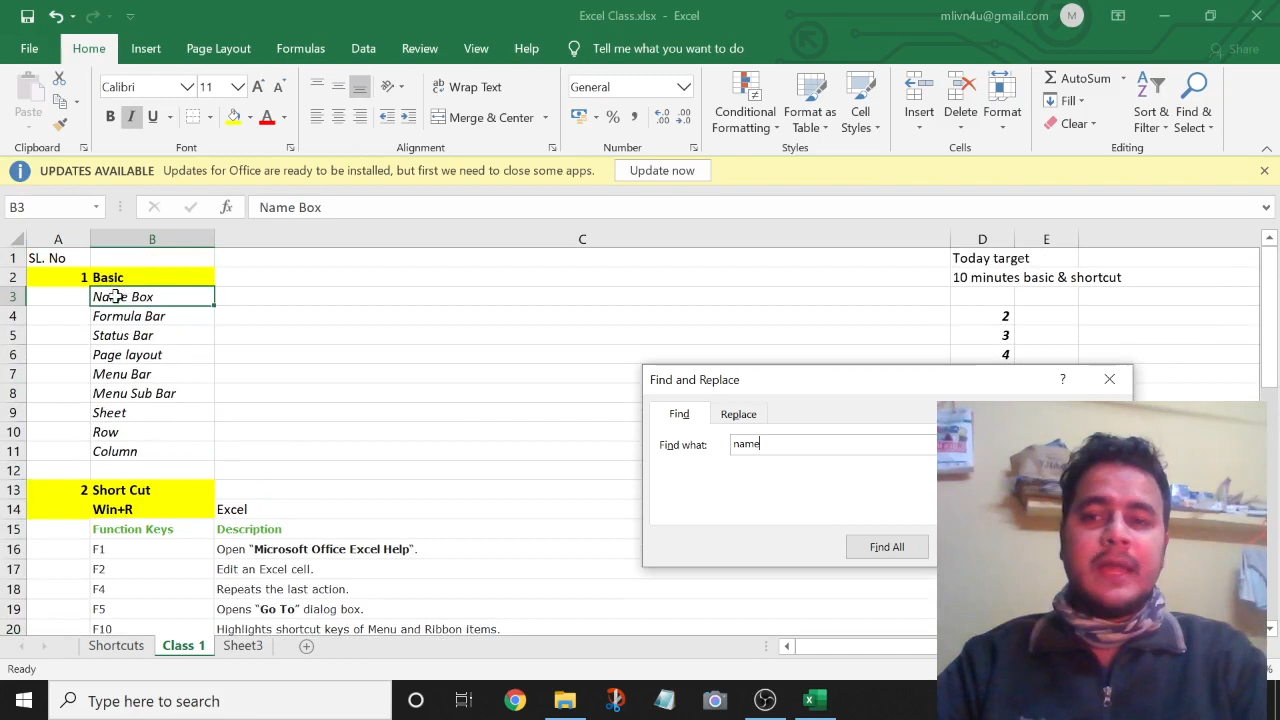 Excel Class.xlsx - Excel
mlivn4u@gmail.com M
File Home Insert Page Layout Formulas Data Review View Help Tell me what you want to do Share
Paste
Clipboard
Calibri 11
B I U
Font
Wrap Text
Merge & Center
Alignment
General
Number
Conditional Formatting
Format as Table
Cell Styles
Styles
Insert Delete Format
Cells
AutoSum
Fill
Clear
Sort & Filter
Find & Select
Editing
UPDATES AVAILABLE Updates for Office are ready to be installed, but first we need to close some apps. Update now
B3 fx Name Box
A B C D E
1 SL. No Today target
2 1 Basic 10 minutes basic & shortcut
3 Name Box
4 Formula Bar 2
5 Status Bar 3
6 Page layout 4
7 Menu Bar
8 Menu Sub Bar
9 Sheet
10 Row
11 Column
12
13 2 Short Cut
14 Win+R Excel
15 Function Keys Description
16 F1 Open "Microsoft Office Excel Help".
17 F2 Edit an Excel cell.
18 F4 Repeats the last action.
19 F5 Opens "Go To" dialog box.
20 F10 Highlights shortcut keys of Menu and Ribbon items.
Find and Replace ?
Find Replace
Find what: name
Find All
Shortcuts Class 1 Sheet3
Ready %
Type here to search